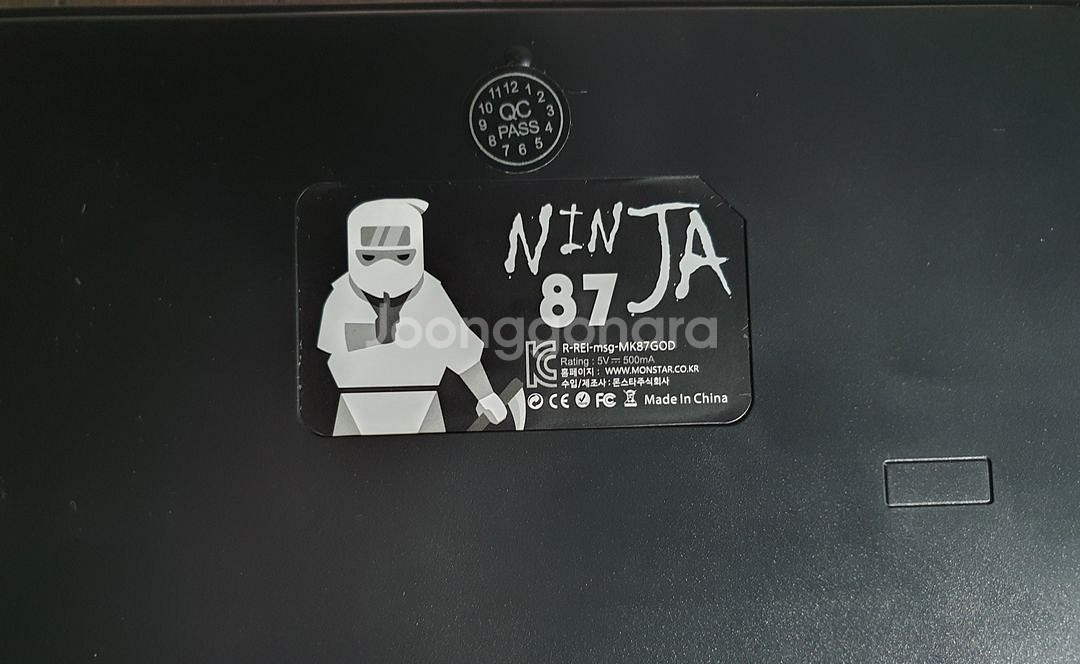 11 12 1 2 3 4 5 6 7 8 9 10
QC
PASS
NINJA
87
Joonggonara
R-REI-msg-MK87GOD
Rating : 5V⎓ 500mA
홈페이지 : WWW.MONSTAR.CO.KR
수입/제조사 : 몬스타주식회사
CE FC Made In China